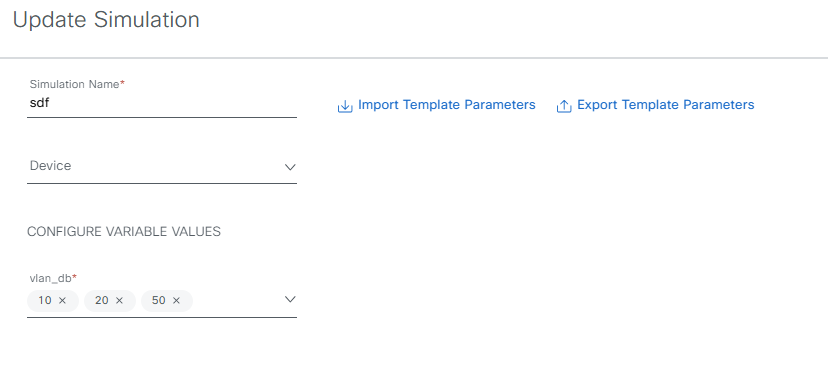 Update Simulation
Simulation Name*
sdf
Import Template Parameters
Export Template Parameters
Device
CONFIGURE VARIABLE VALUES
vlan_db*
10 × 20 × 50 ×